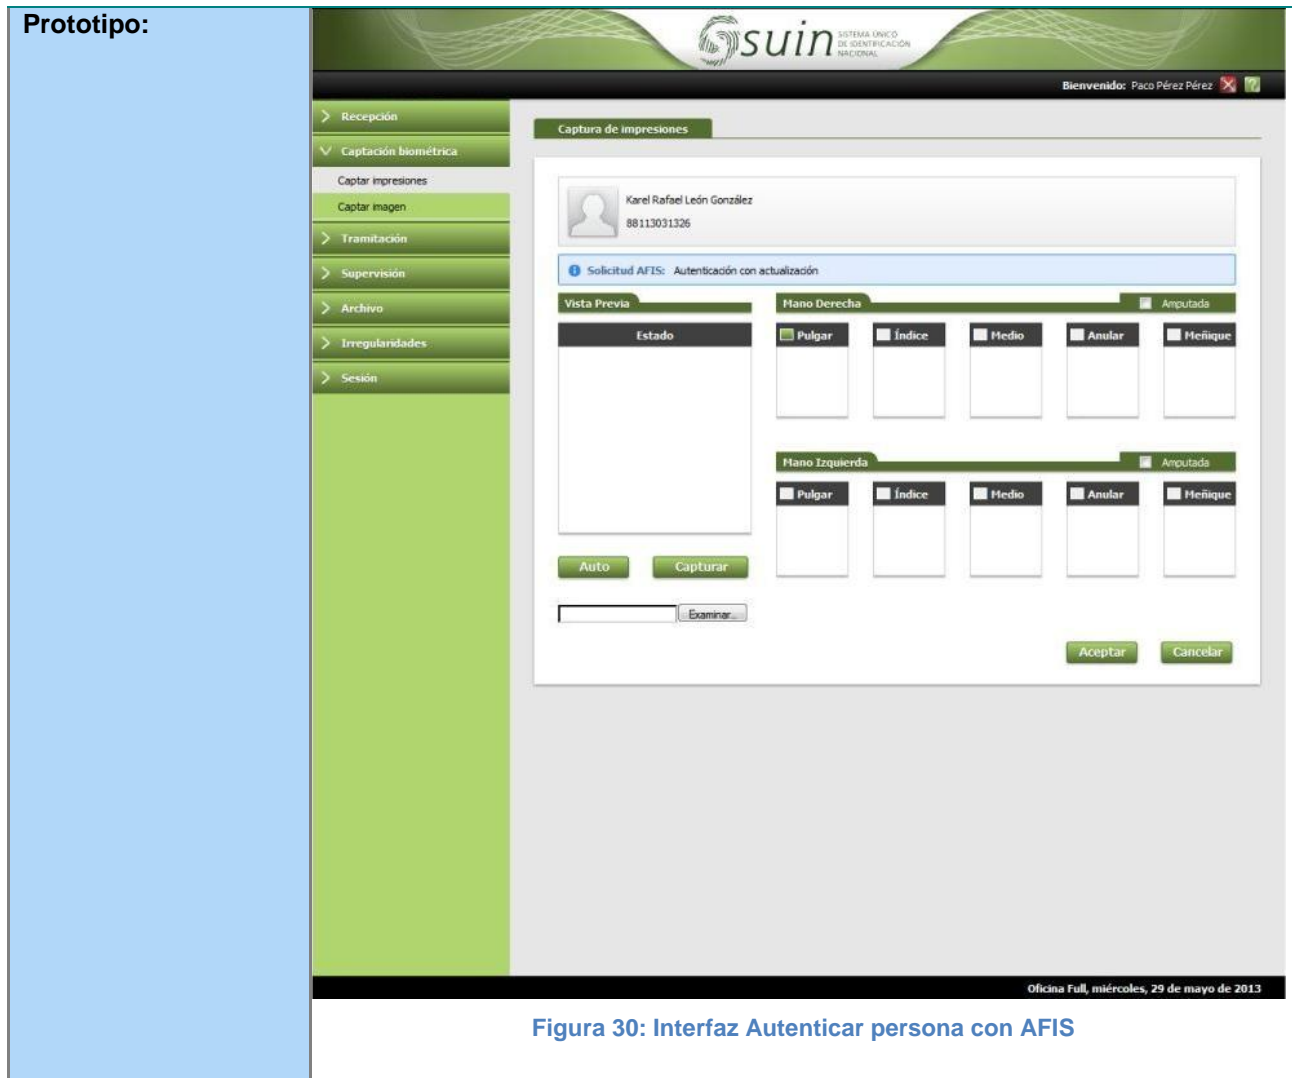 Prototipo:
suin SISTEMA ÚNICO
DE IDENTIFICACIÓN
NACIONAL
Bienvenido: Paco Pérez Pérez
Recepción
Captación biométrica
Captar impresiones
Captar imagen
Tramitación
Supervisión
Archivo
Irregularidades
Sesión
Captura de impresiones
Karel Rafael León González
88113031326
Solicitud AFIS: Autenticación con actualización
Vista Previa
Estado
Mano Derecha Amputada
Pulgar Índice Medio Anular Meñique
Mano Izquierda Amputada
Pulgar Índice Medio Anular Meñique
Auto Capturar
Examinar...
Aceptar Cancelar
Oficina Full, miércoles, 29 de mayo de 2013
Figura 30: Interfaz Autenticar persona con AFIS